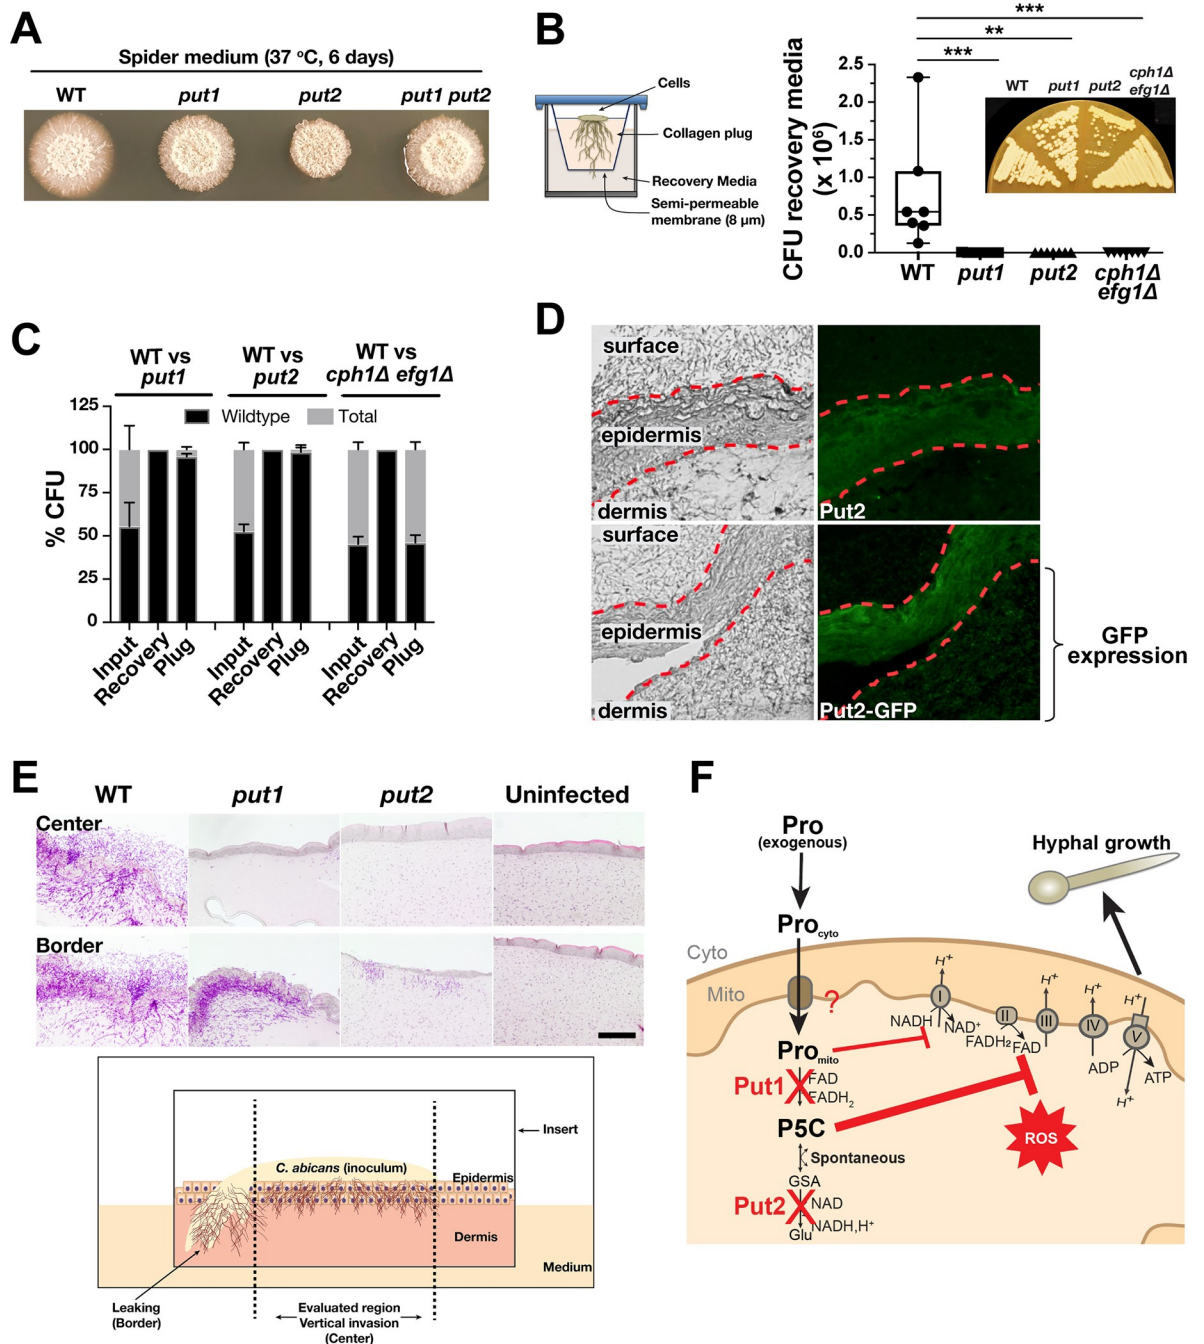 A
Spider medium (37 °C, 6 days)
WT put1 put2 put1 put2
B
Cells
Collagen plug
Recovery Media
Semi-permeable
membrane (8 µm)
CFU recovery media
(x 10⁶)
2.5
2.0
1.5
1.0
0.5
0.0
***
**
***
WT put1 put2 cph1Δ
efg1Δ
WT put1 put2 cph1Δ
efg1Δ
C
WT vs
put1
WT vs
put2
WT vs
cph1Δ efg1Δ
Wildtype Total
% CFU
125
100
75
50
25
0
Input
Recovery
Plug
Input
Recovery
Plug
Input
Recovery
Plug
D
surface
epidermis
dermis
Put2
surface
epidermis
dermis
Put2-GFP
GFP
expression
E
WT put1 put2 Uninfected
Center
Border
Insert
C. abicans (inoculum)
Epidermis
Dermis
Medium
Leaking
(Border)
Evaluated region
Vertical invasion
(Center)
F
Pro
(exogenous)
Hyphal growth
Procyto
Cyto
Mito
?
H⁺
I
NADH
NAD⁺
II
FADH₂
FAD
H⁺
III
H⁺
IV
ADP
H⁺
V
ATP
H⁺
Promito
Put1
FAD
FADH₂
P5C
Spontaneous
GSA
Put2
NAD
NADH,H⁺
Glu
ROS